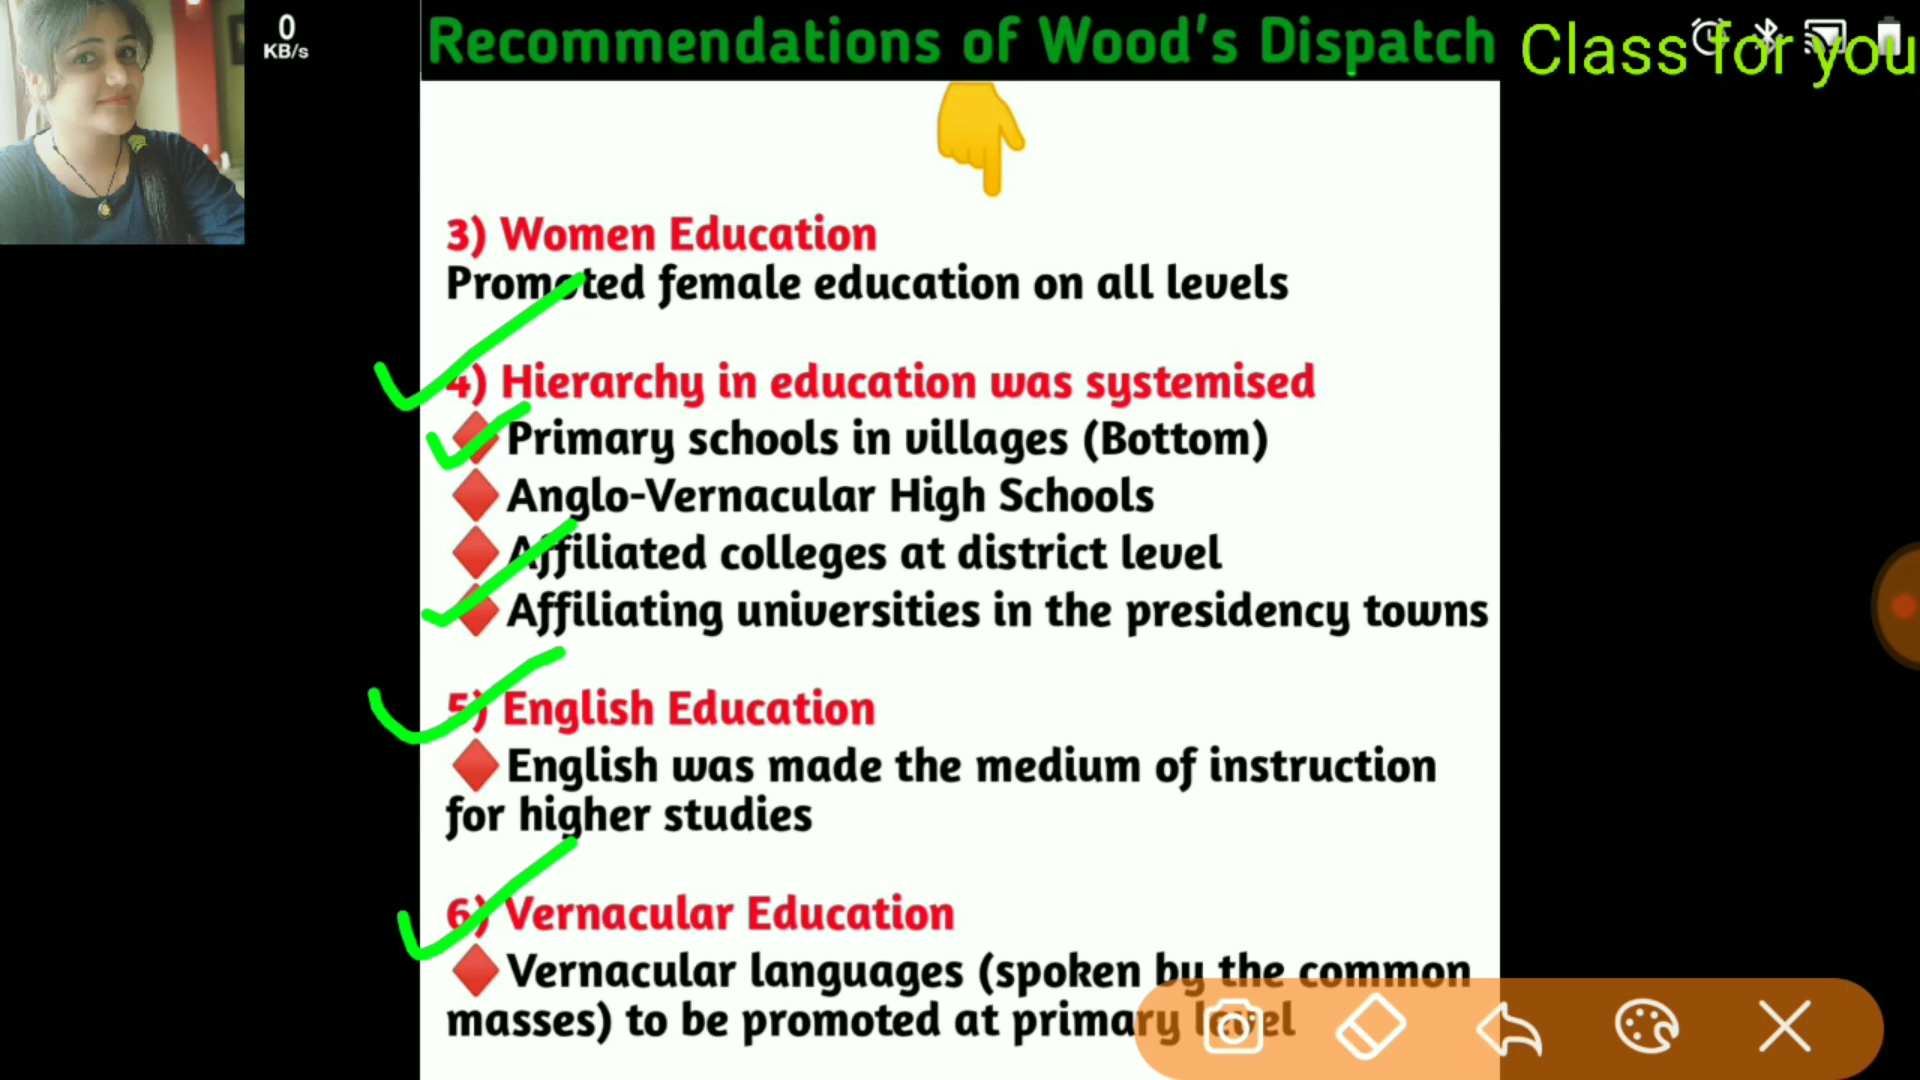 0
KB/s
Recommendations of Wood's Dispatch
Class for you
3) Women Education
Promoted female education on all levels
4) Hierarchy in education was systemised
Primary schools in villages (Bottom)
Anglo-Vernacular High Schools
Affiliated colleges at district level
Affiliating universities in the presidency towns
5) English Education
English was made the medium of instruction
for higher studies
6) Vernacular Education
Vernacular languages (spoken by the common
masses) to be promoted at primary level